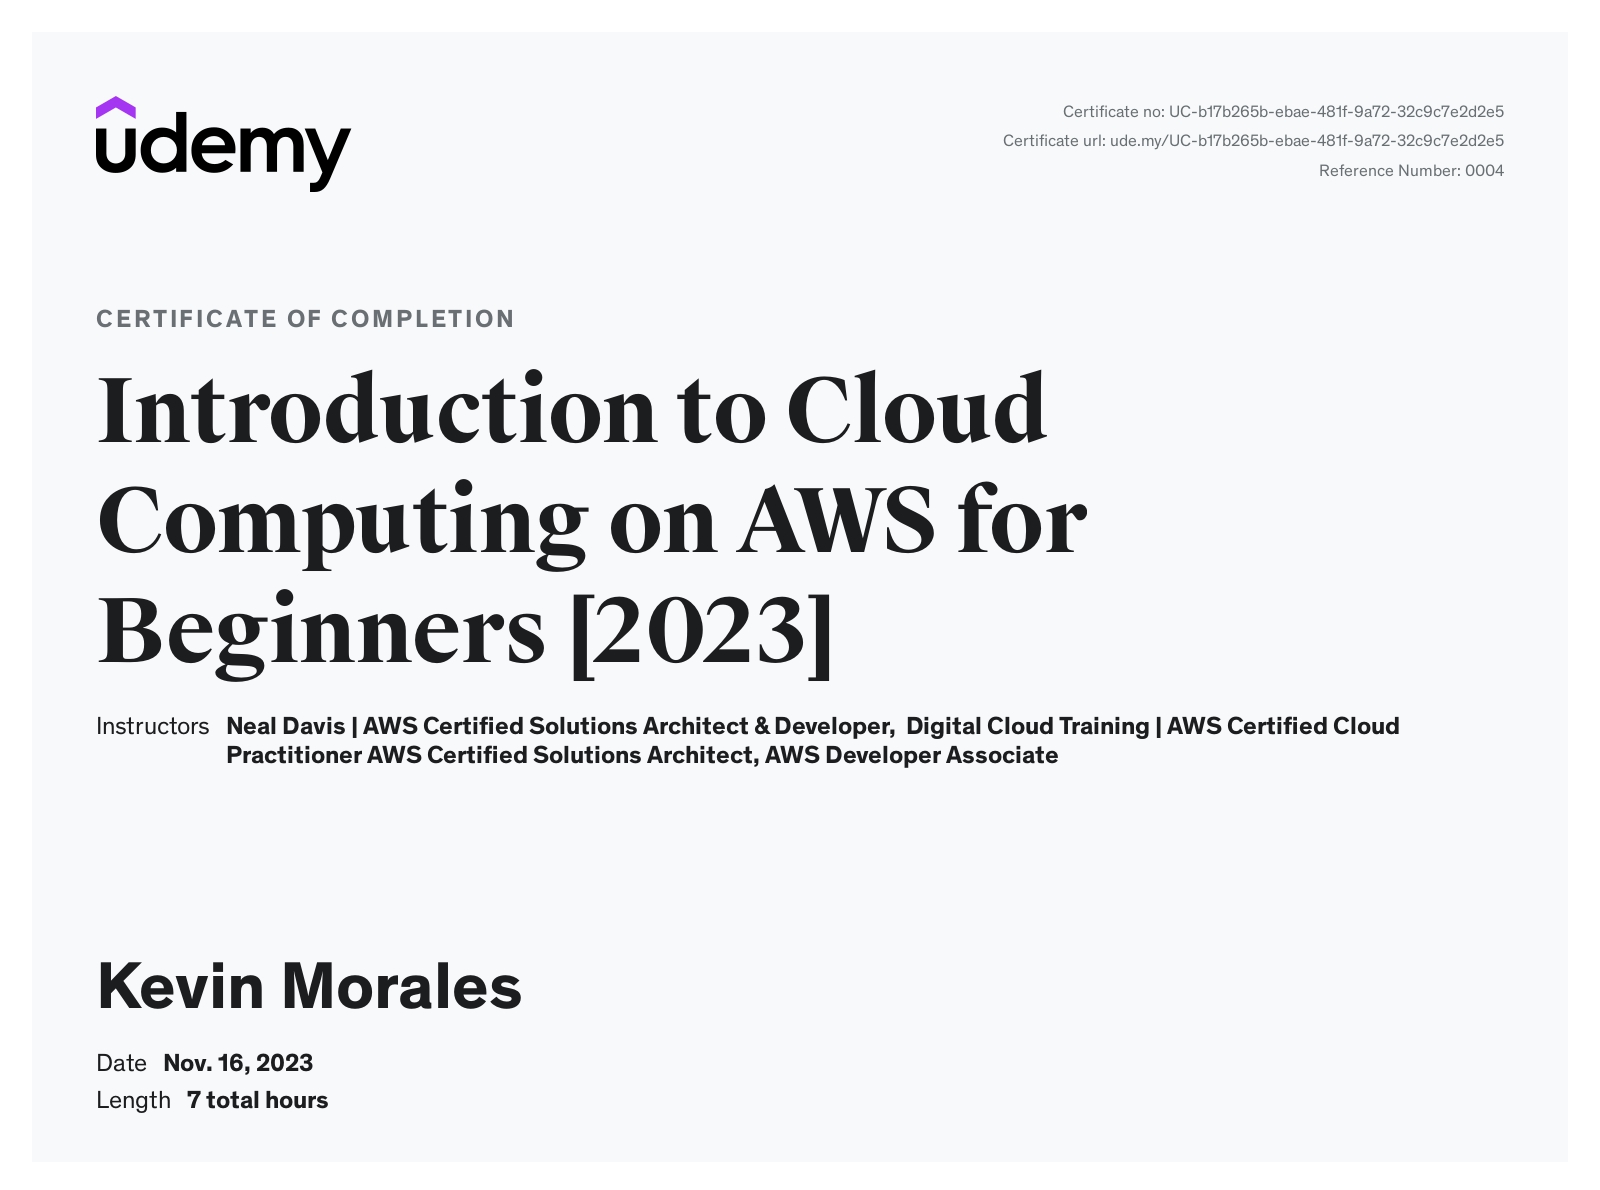 udemy
Certificate no: UC-b17b265b-ebae-481f-9a72-32c9c7e2d2e5
Certificate url: ude.my/UC-b17b265b-ebae-481f-9a72-32c9c7e2d2e5
Reference Number: 0004
CERTIFICATE OF COMPLETION
Introduction to Cloud
Computing on AWS for
Beginners [2023]
Instructors Neal Davis | AWS Certified Solutions Architect & Developer, Digital Cloud Training | AWS Certified Cloud
Practitioner AWS Certified Solutions Architect, AWS Developer Associate
Kevin Morales
Date Nov. 16, 2023
Length 7 total hours